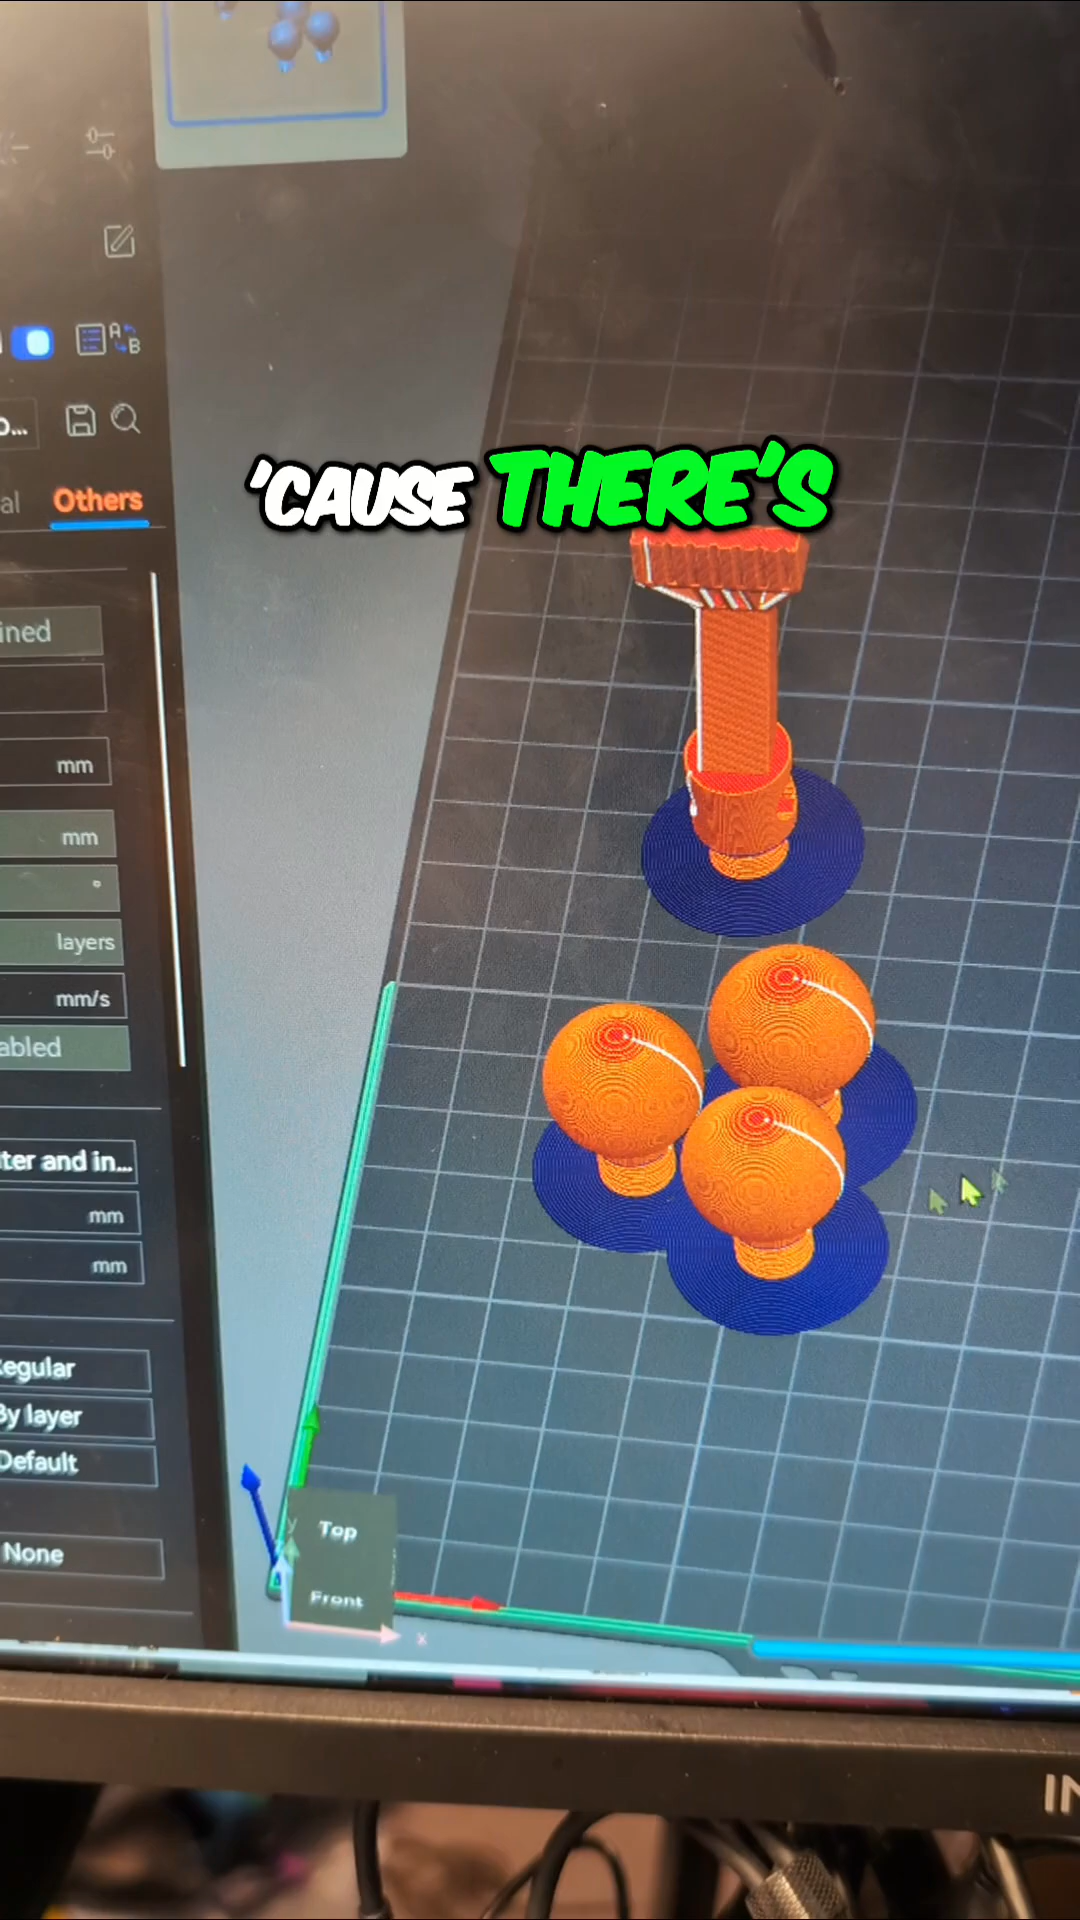 A
B
o...
al Others
'CAUSE THERE'S
ined
mm
mm
°
layers
mm/s
abled
ter and in...
mm
mm
Regular
By layer
Default
None
y
Top
Front
x